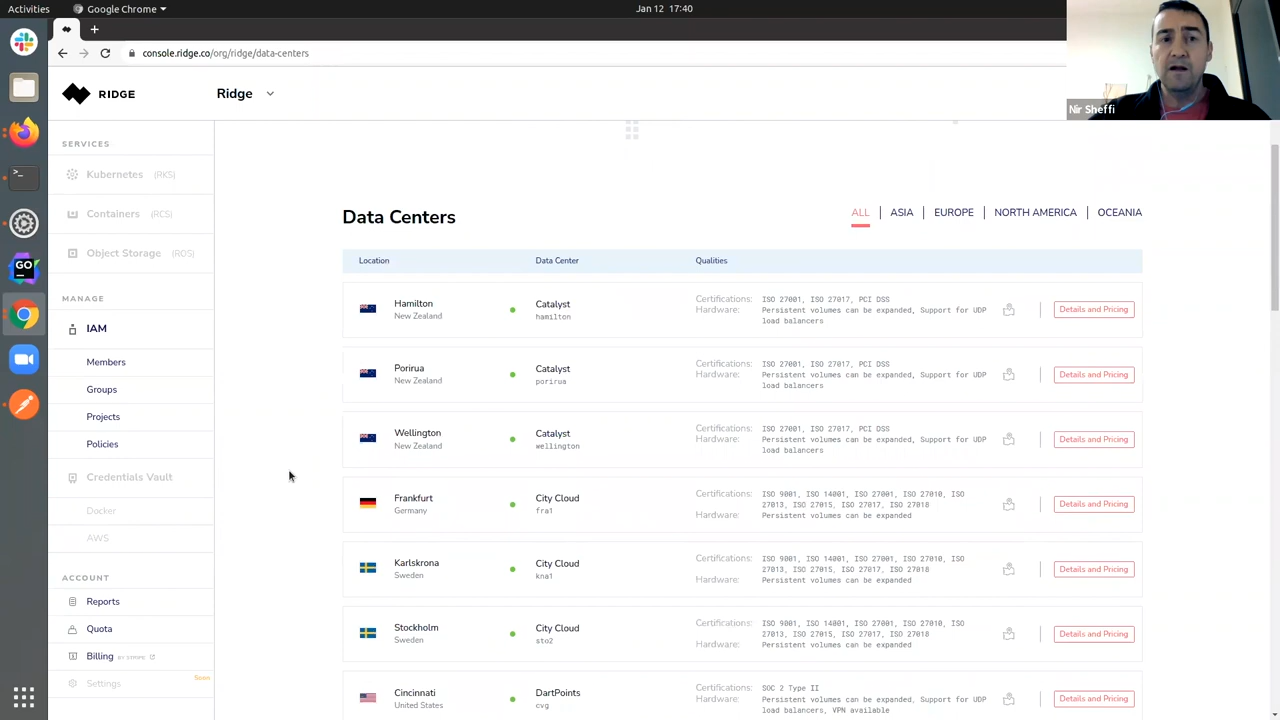 Activities
Google Chrome
Jan 12 17:40
console.ridge.co/org/ridge/data-centers
RIDGE
Ridge
Nir Sheffi
SERVICES
Kubernetes (RKS)
Containers (RCS)
Object Storage (ROS)
MANAGE
IAM
Members
Groups
Projects
Policies
Credentials Vault
Docker
AWS
ACCOUNT
Reports
Quota
Billing BY STRIPE
Settings
Soon
Data Centers
ALL ASIA EUROPE NORTH AMERICA OCEANIA
Location Data Center Qualities
Hamilton
New Zealand
Catalyst
hamilton
Certifications: ISO 27001, ISO 27017, PCI DSS
Hardware: Persistent volumes can be expanded, Support for UDP
load balancers
Details and Pricing
Porirua
New Zealand
Catalyst
porirua
Certifications: ISO 27001, ISO 27017, PCI DSS
Hardware: Persistent volumes can be expanded, Support for UDP
load balancers
Details and Pricing
Wellington
New Zealand
Catalyst
wellington
Certifications: ISO 27001, ISO 27017, PCI DSS
Hardware: Persistent volumes can be expanded, Support for UDP
load balancers
Details and Pricing
Frankfurt
Germany
City Cloud
fra1
Certifications: ISO 9001, ISO 14001, ISO 27001, ISO 27010, ISO
27013, ISO 27015, ISO 27017, ISO 27018
Hardware: Persistent volumes can be expanded
Details and Pricing
Karlskrona
Sweden
City Cloud
kna1
Certifications: ISO 9001, ISO 14001, ISO 27001, ISO 27010, ISO
27013, ISO 27015, ISO 27017, ISO 27018
Hardware: Persistent volumes can be expanded
Details and Pricing
Stockholm
Sweden
City Cloud
sto2
Certifications: ISO 9001, ISO 14001, ISO 27001, ISO 27010, ISO
27013, ISO 27015, ISO 27017, ISO 27018
Hardware: Persistent volumes can be expanded
Details and Pricing
Cincinnati
United States
DartPoints
cvg
Certifications: SOC 2 Type II
Hardware: Persistent volumes can be expanded, Support for UDP
load balancers, VPN available
Details and Pricing
GO